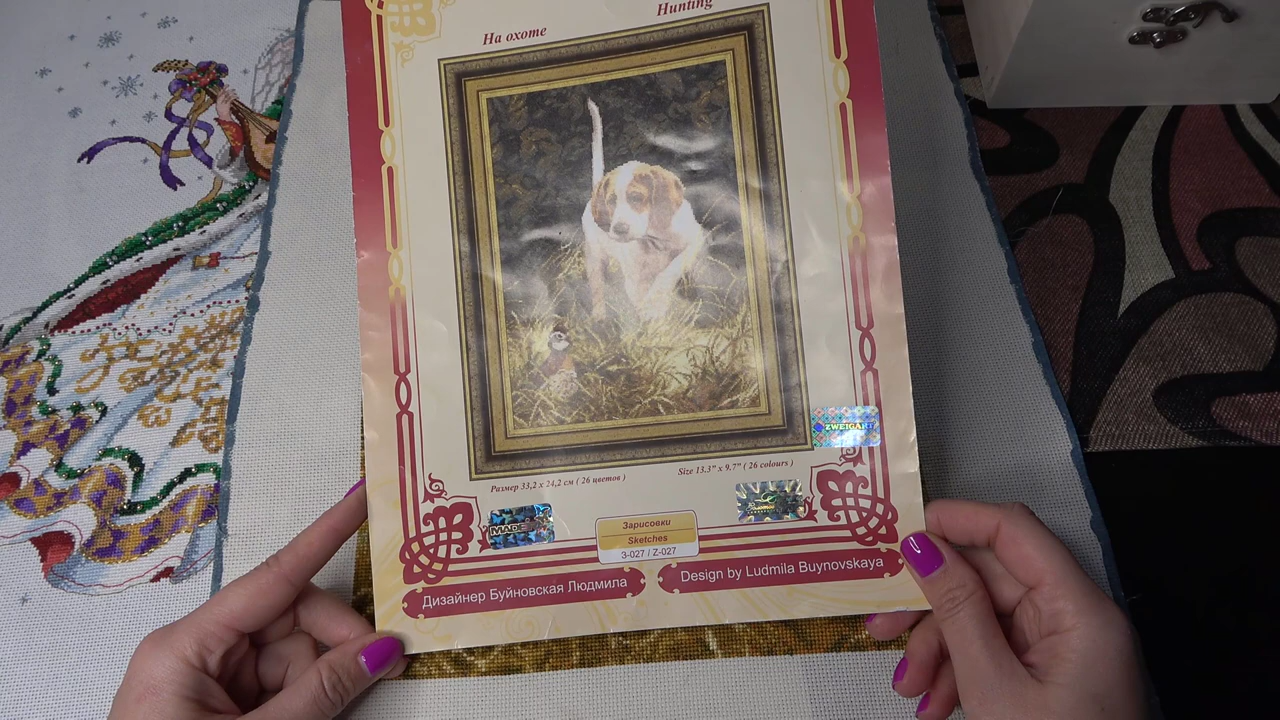 На охоте
Hunting
ZWEIGART
Размер 33,2 x 24,2 см ( 26 цветов )
Size 13.3" x 9.7" ( 26 colours )
MADEIRA
Зарисовки
Sketches
З-027 / Z-027
Дизайнер Буйновская Людмила
Design by Ludmila Buynovskaya